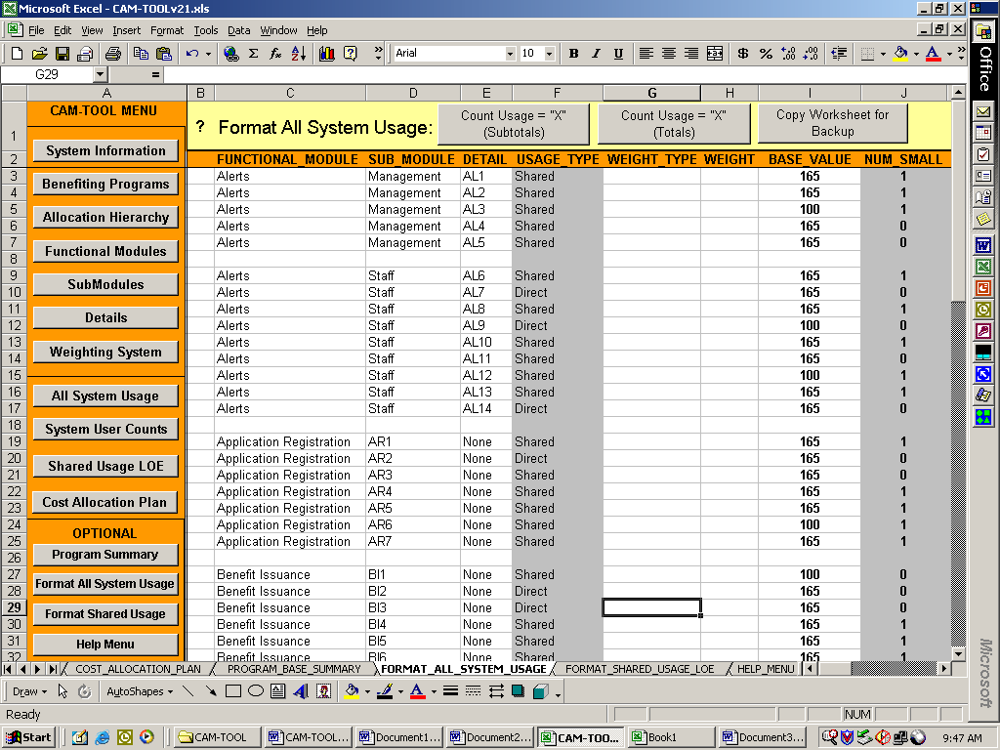 Microsoft Excel - CAM-TOOLv21.xls
File Edit View Insert Format Tools Data Window Help
Arial 10 B I U $ % Office
G29 =
A B C D E F G H I J
CAM-TOOL MENU
1 ? Format All System Usage: Count Usage = "X" (Subtotals) Count Usage = "X" (Totals) Copy Worksheet for Backup
System Information
2 FUNCTIONAL_MODULE SUB_MODULE DETAIL USAGE_TYPE WEIGHT_TYPE WEIGHT BASE_VALUE NUM_SMALL
3 Alerts Management AL1 Shared 165 1
Benefiting Programs
4 Alerts Management AL2 Shared 165 1
5 Alerts Management AL3 Shared 100 1
Allocation Hierarchy
6 Alerts Management AL4 Shared 165 0
7 Alerts Management AL5 Shared 165 0
Functional Modules
8
9 Alerts Staff AL6 Shared 165 1
SubModules
10 Alerts Staff AL7 Direct 165 0
11 Alerts Staff AL8 Shared 165 1
Details
12 Alerts Staff AL9 Direct 100 0
13 Alerts Staff AL10 Shared 165 1
Weighting System
14 Alerts Staff AL11 Shared 165 1
15 Alerts Staff AL12 Shared 100 1
All System Usage
16 Alerts Staff AL13 Shared 165 1
17 Alerts Staff AL14 Direct 165 0
System User Counts
18
19 Application Registration AR1 None Shared 165 1
20 Application Registration AR2 None Direct 165 0
Shared Usage LOE
21 Application Registration AR3 None Shared 165 0
22 Application Registration AR4 None Shared 165 1
Cost Allocation Plan
23 Application Registration AR5 None Shared 165 1
24 Application Registration AR6 None Shared 100 1
OPTIONAL
25 Application Registration AR7 None Shared 165 1
Program Summary
26
27 Benefit Issuance BI1 None Shared 100 0
Format All System Usage
28 Benefit Issuance BI2 None Direct 165 0
29 Benefit Issuance BI3 None Direct 165 0
Format Shared Usage
30 Benefit Issuance BI4 None Shared 165 1
31 Benefit Issuance BI5 None Shared 165 1
Help Menu
32 Benefit Issuance BI6 None Shared 165 1
COST_ALLOCATION_PLAN PROGRAM_BASE_SUMMARY FORMAT_ALL_SYSTEM_USAGE FORMAT_SHARED_USAGE_LOE HELP_MENU
Microsoft
Draw AutoShapes
Ready NUM
Start CAM-TOOL CAM-TOOL... Document1... Document2... CAM-TOO... Book1 Document3... 9:47 AM